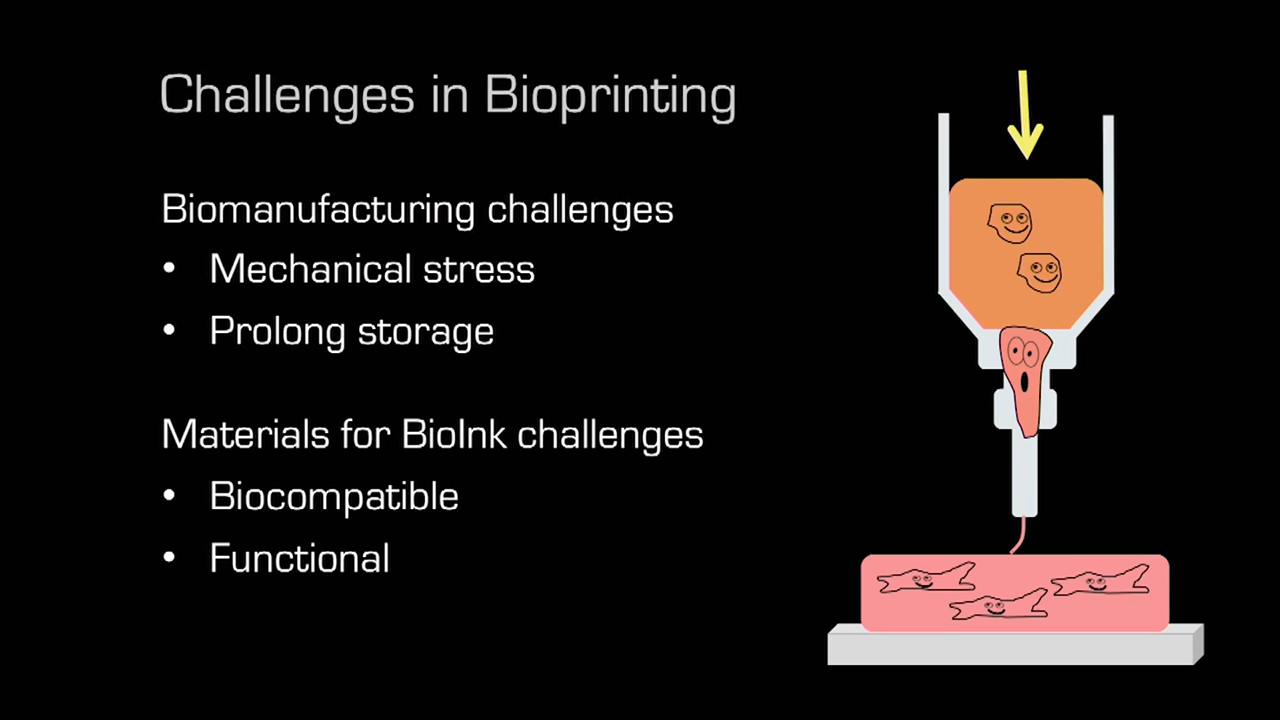 Challenges in Bioprinting
Biomanufacturing challenges
• Mechanical stress
• Prolong storage
Materials for BioInk challenges
• Biocompatible
• Functional